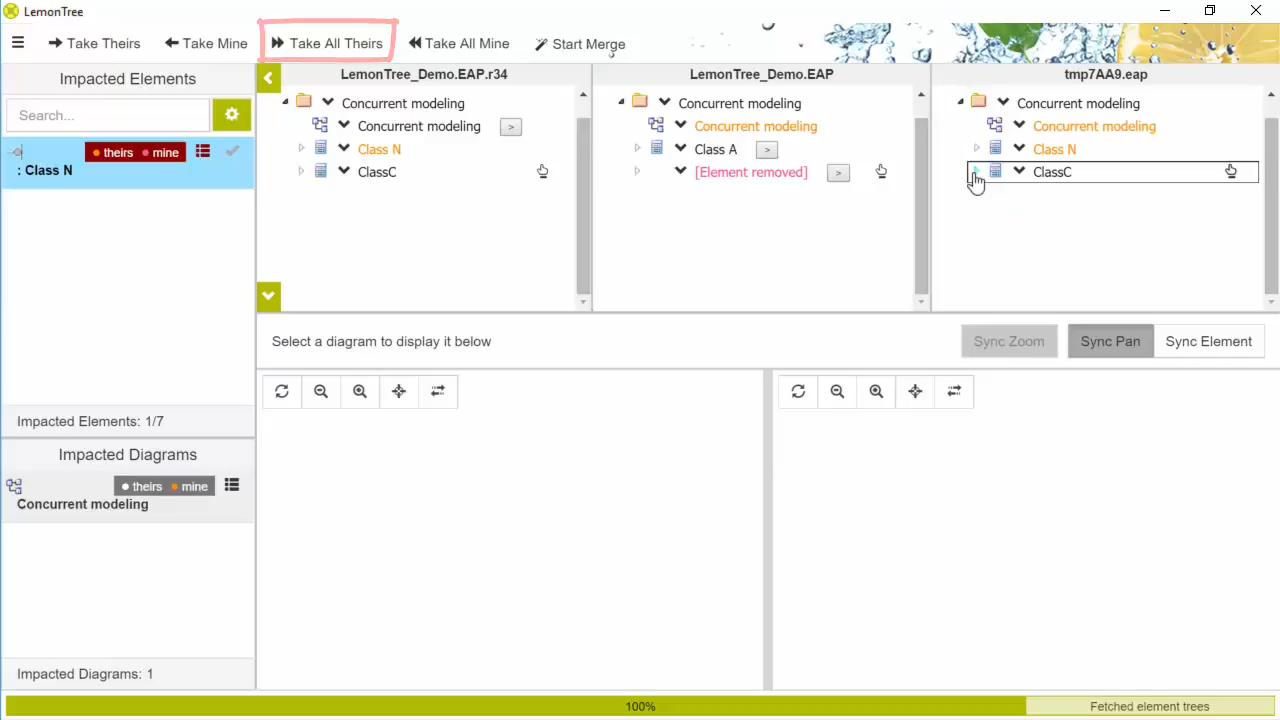 LemonTree
Take Theirs Take Mine Take All Theirs Take All Mine Start Merge
Impacted Elements
Search...
theirs mine
: Class N
Impacted Elements: 1/7
Impacted Diagrams
theirs mine
Concurrent modeling
Impacted Diagrams: 1
LemonTree_Demo.EAP.r34
Concurrent modeling
Concurrent modeling >
Class N
ClassC
LemonTree_Demo.EAP
Concurrent modeling
Concurrent modeling
Class A >
[Element removed] >
tmp7AA9.eap
Concurrent modeling
Concurrent modeling
Class N
ClassC
Select a diagram to display it below
Sync Zoom Sync Pan Sync Element
100% Fetched element trees